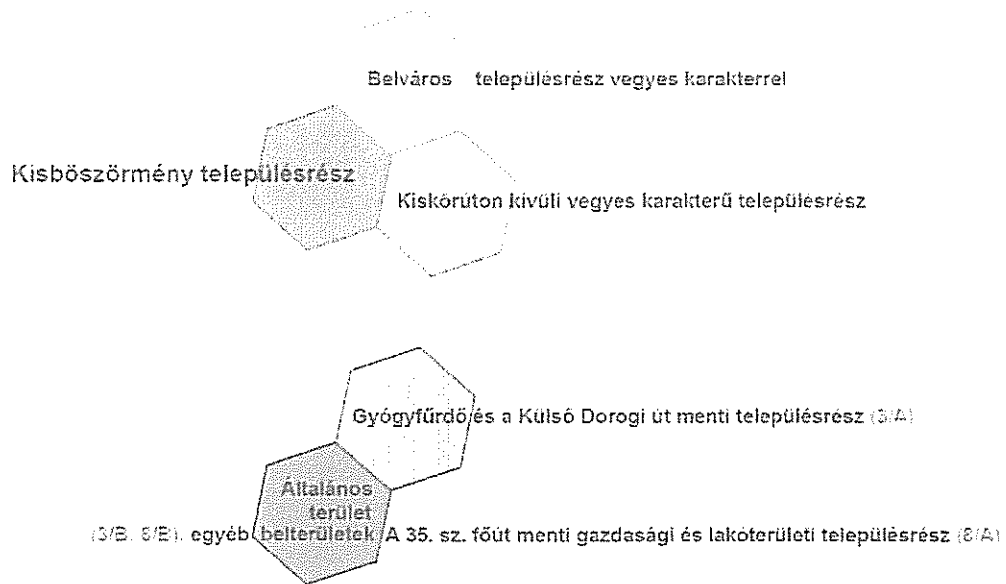 Belváros településrész vegyes karakterrel
Kisböszörmény településrész
Kiskörúton kívüli vegyes karakterű településrész
Gyógyfürdő és a Külső Dorogi út menti településrész (3/A)
Általános
terület
(3/B, 8/B), egyéb belterületek A 35. sz. főút menti gazdasági és lakóterületi településrész (8/A)